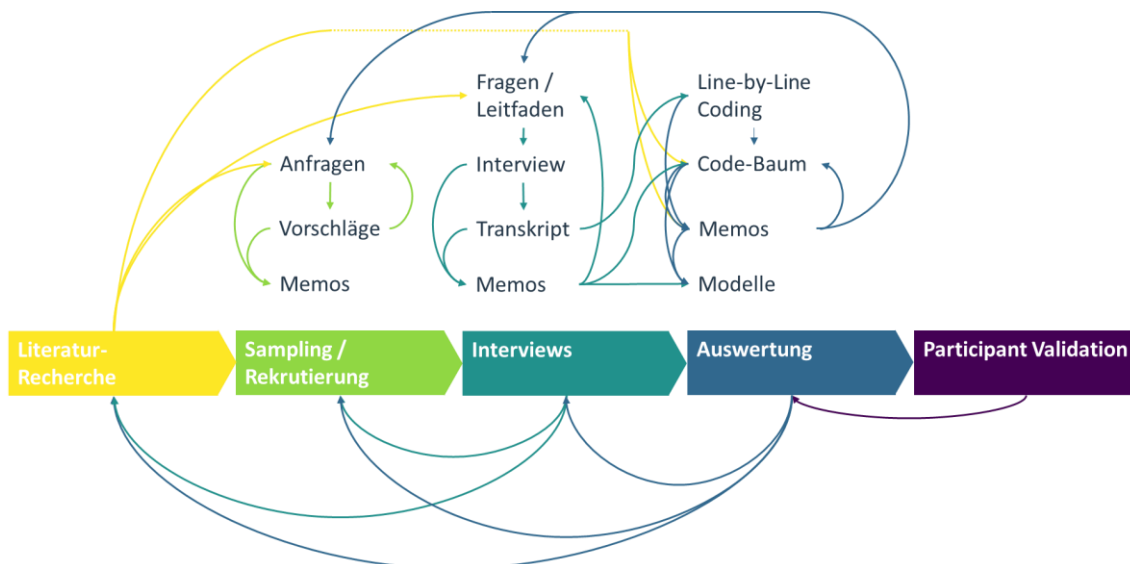 Fragen /
Leitfaden
Line-by-Line
Coding
Anfragen
Interview
Code-Baum
Vorschläge
Transkript
Memos
Memos
Memos
Modelle
Literatur-
Recherche
Sampling /
Rekrutierung
Interviews
Auswertung
Participant Validation